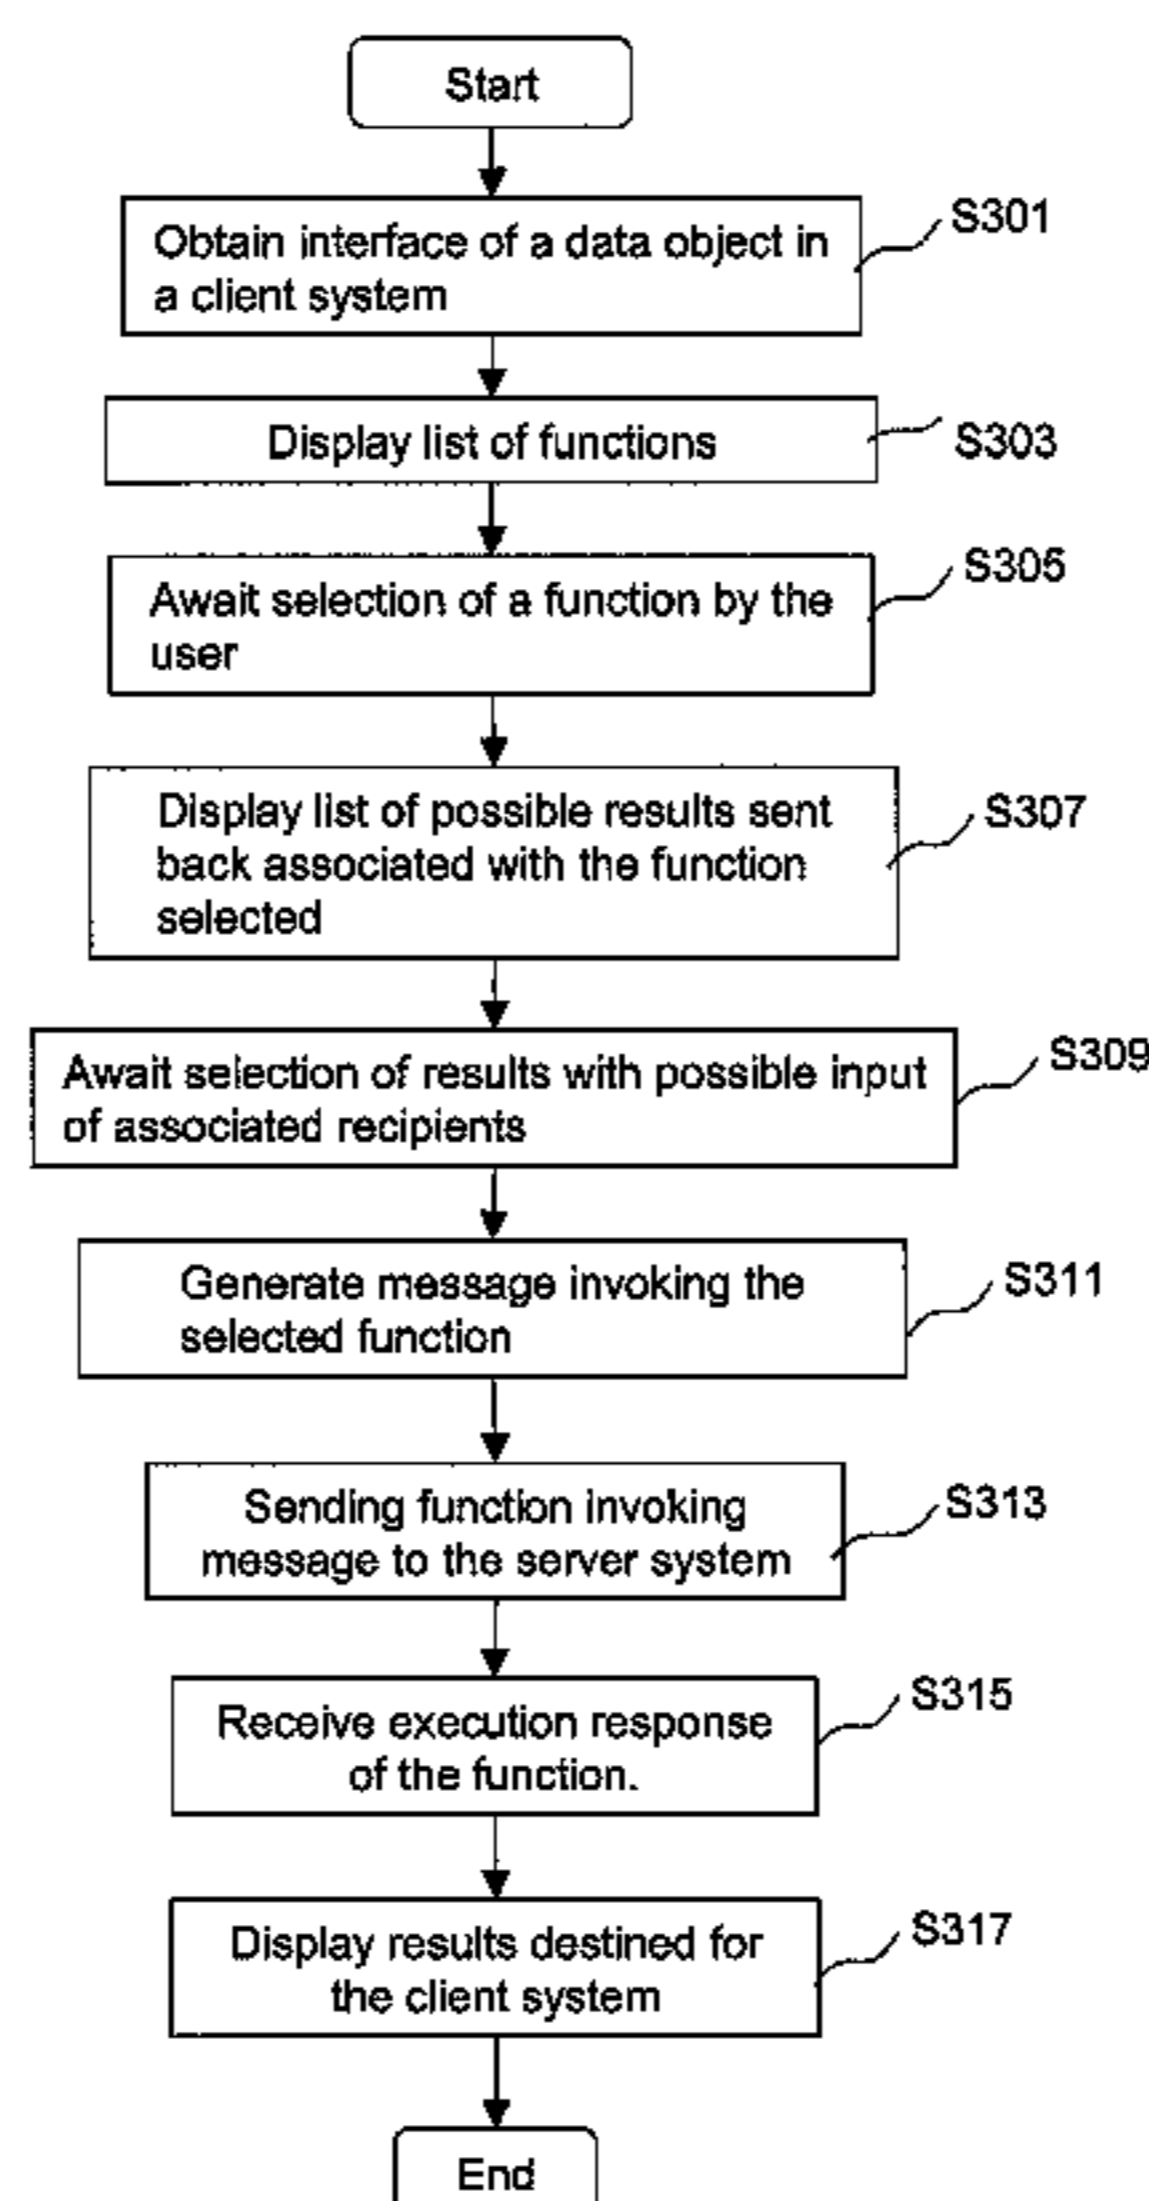 Start
Obtain interface of a data object in
a client system
S301
Display list of functions
S303
Await selection of a function by the
user
S305
Display list of possible results sent
back associated with the function
selected
S307
Await selection of results with possible input
of associated recipients
S309
Generate message invoking the
selected function
S311
Sending function invoking
message to the server system
S313
Receive execution response
of the function.
S315
Display results destined for
the client system
S317
End